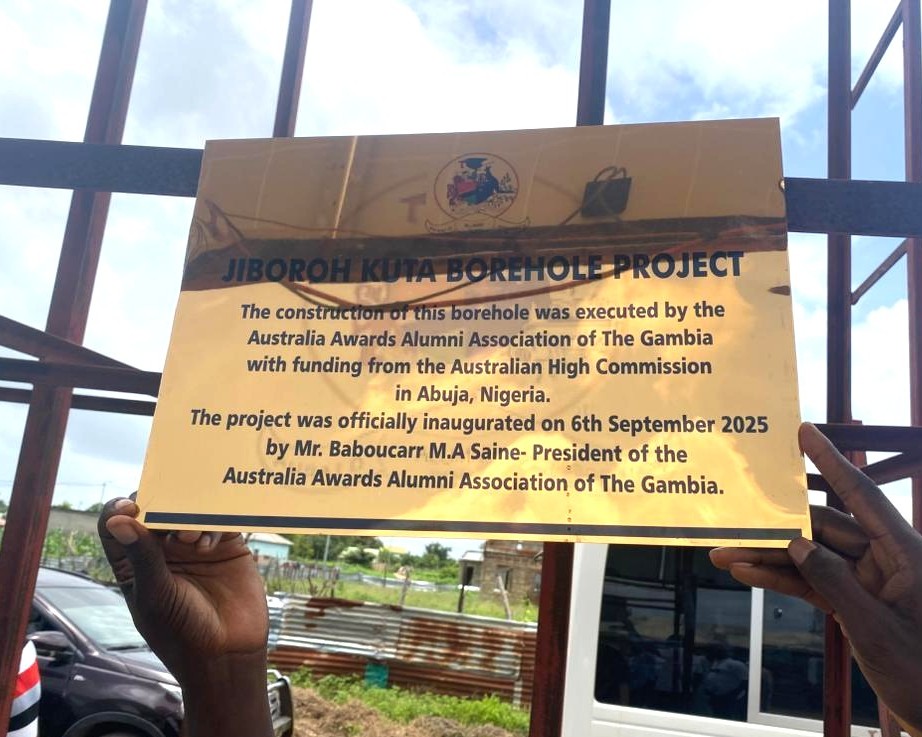 JIBOROH KUTA BOREHOLE PROJECT
The construction of this borehole was executed by the
Australia Awards Alumni Association of The Gambia
with funding from the Australian High Commission
in Abuja, Nigeria.
The project was officially inaugurated on 6th September 2025
by Mr. Baboucarr M.A Saine- President of the
Australia Awards Alumni Association of The Gambia.